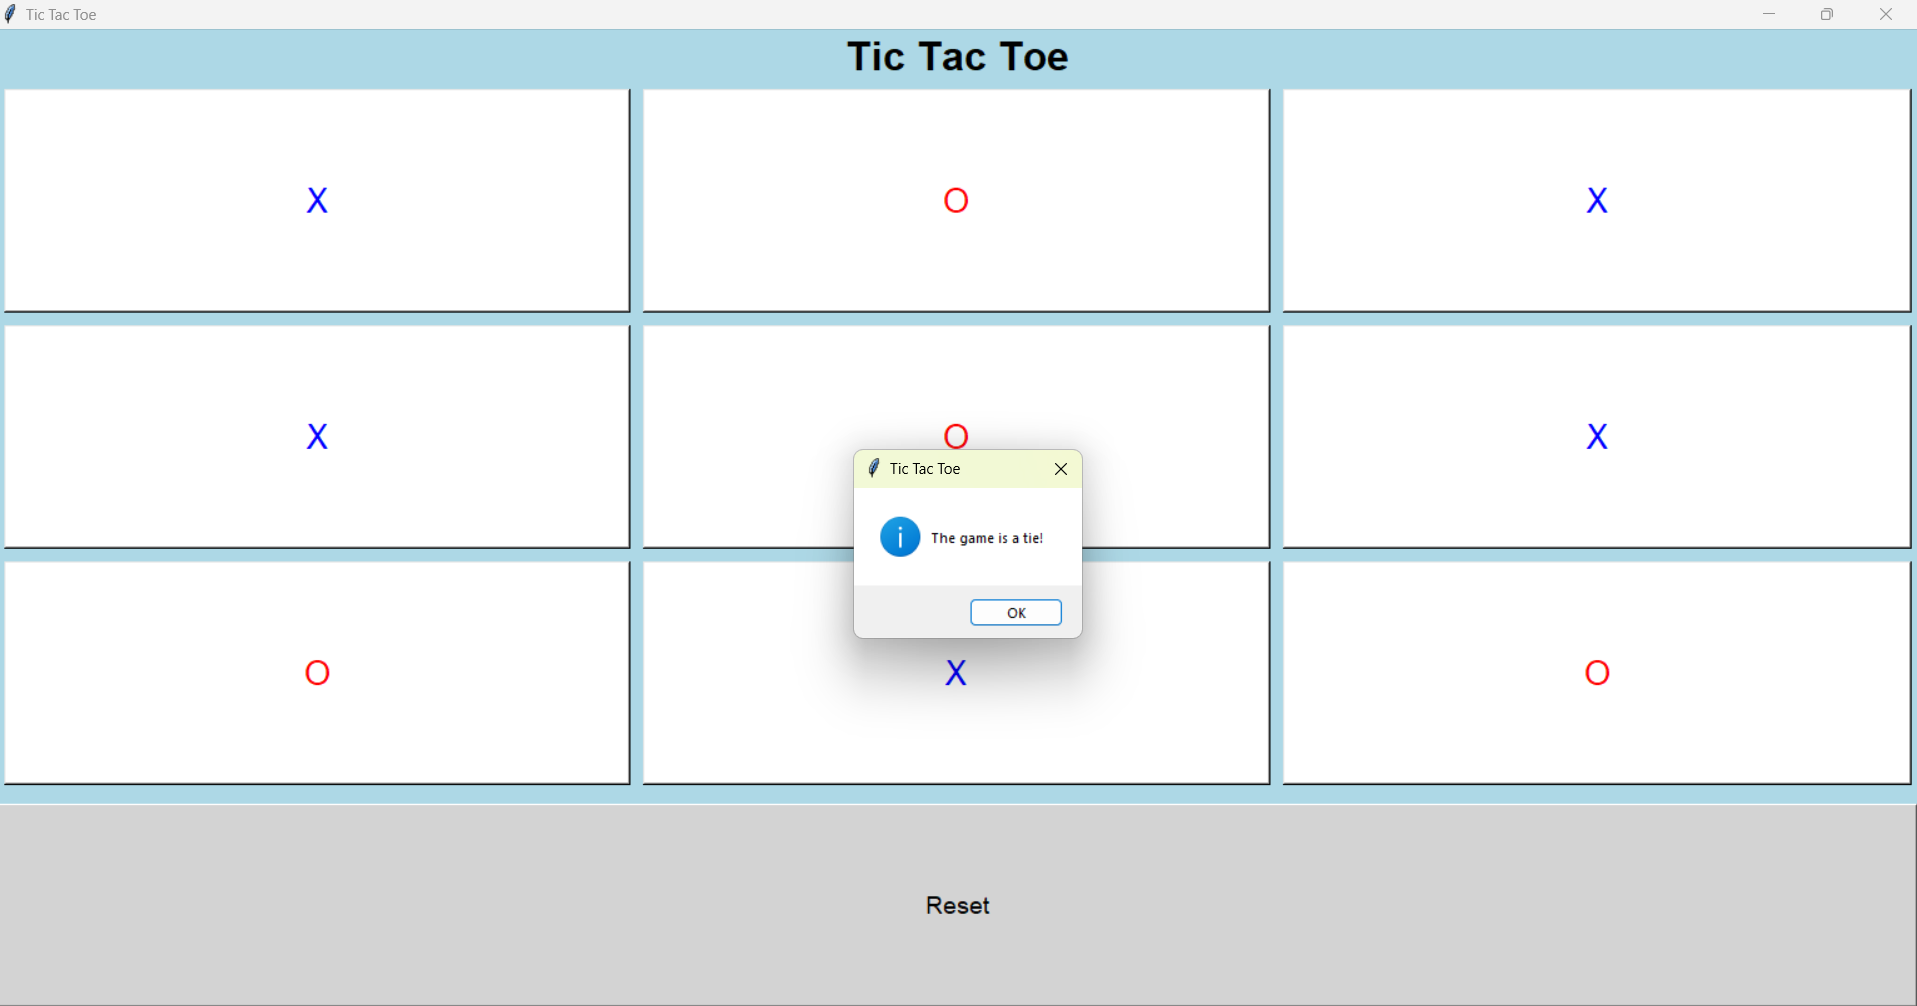 Tic Tac Toe
Tic Tac Toe
X O X
X O X
Tic Tac Toe
The game is a tie!
OK
O X O
Reset